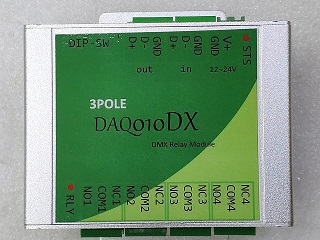 DIP-SW
D+
D-
GND
D+
D-
GND
GND
V+
STS
out
in
12~24V
3POLE
DAQ010DX
DMX Relay Module
RLY
NO1
COM1
NC1
NO2
COM2
NC2
NO3
COM3
NC3
NO4
COM4
NC4